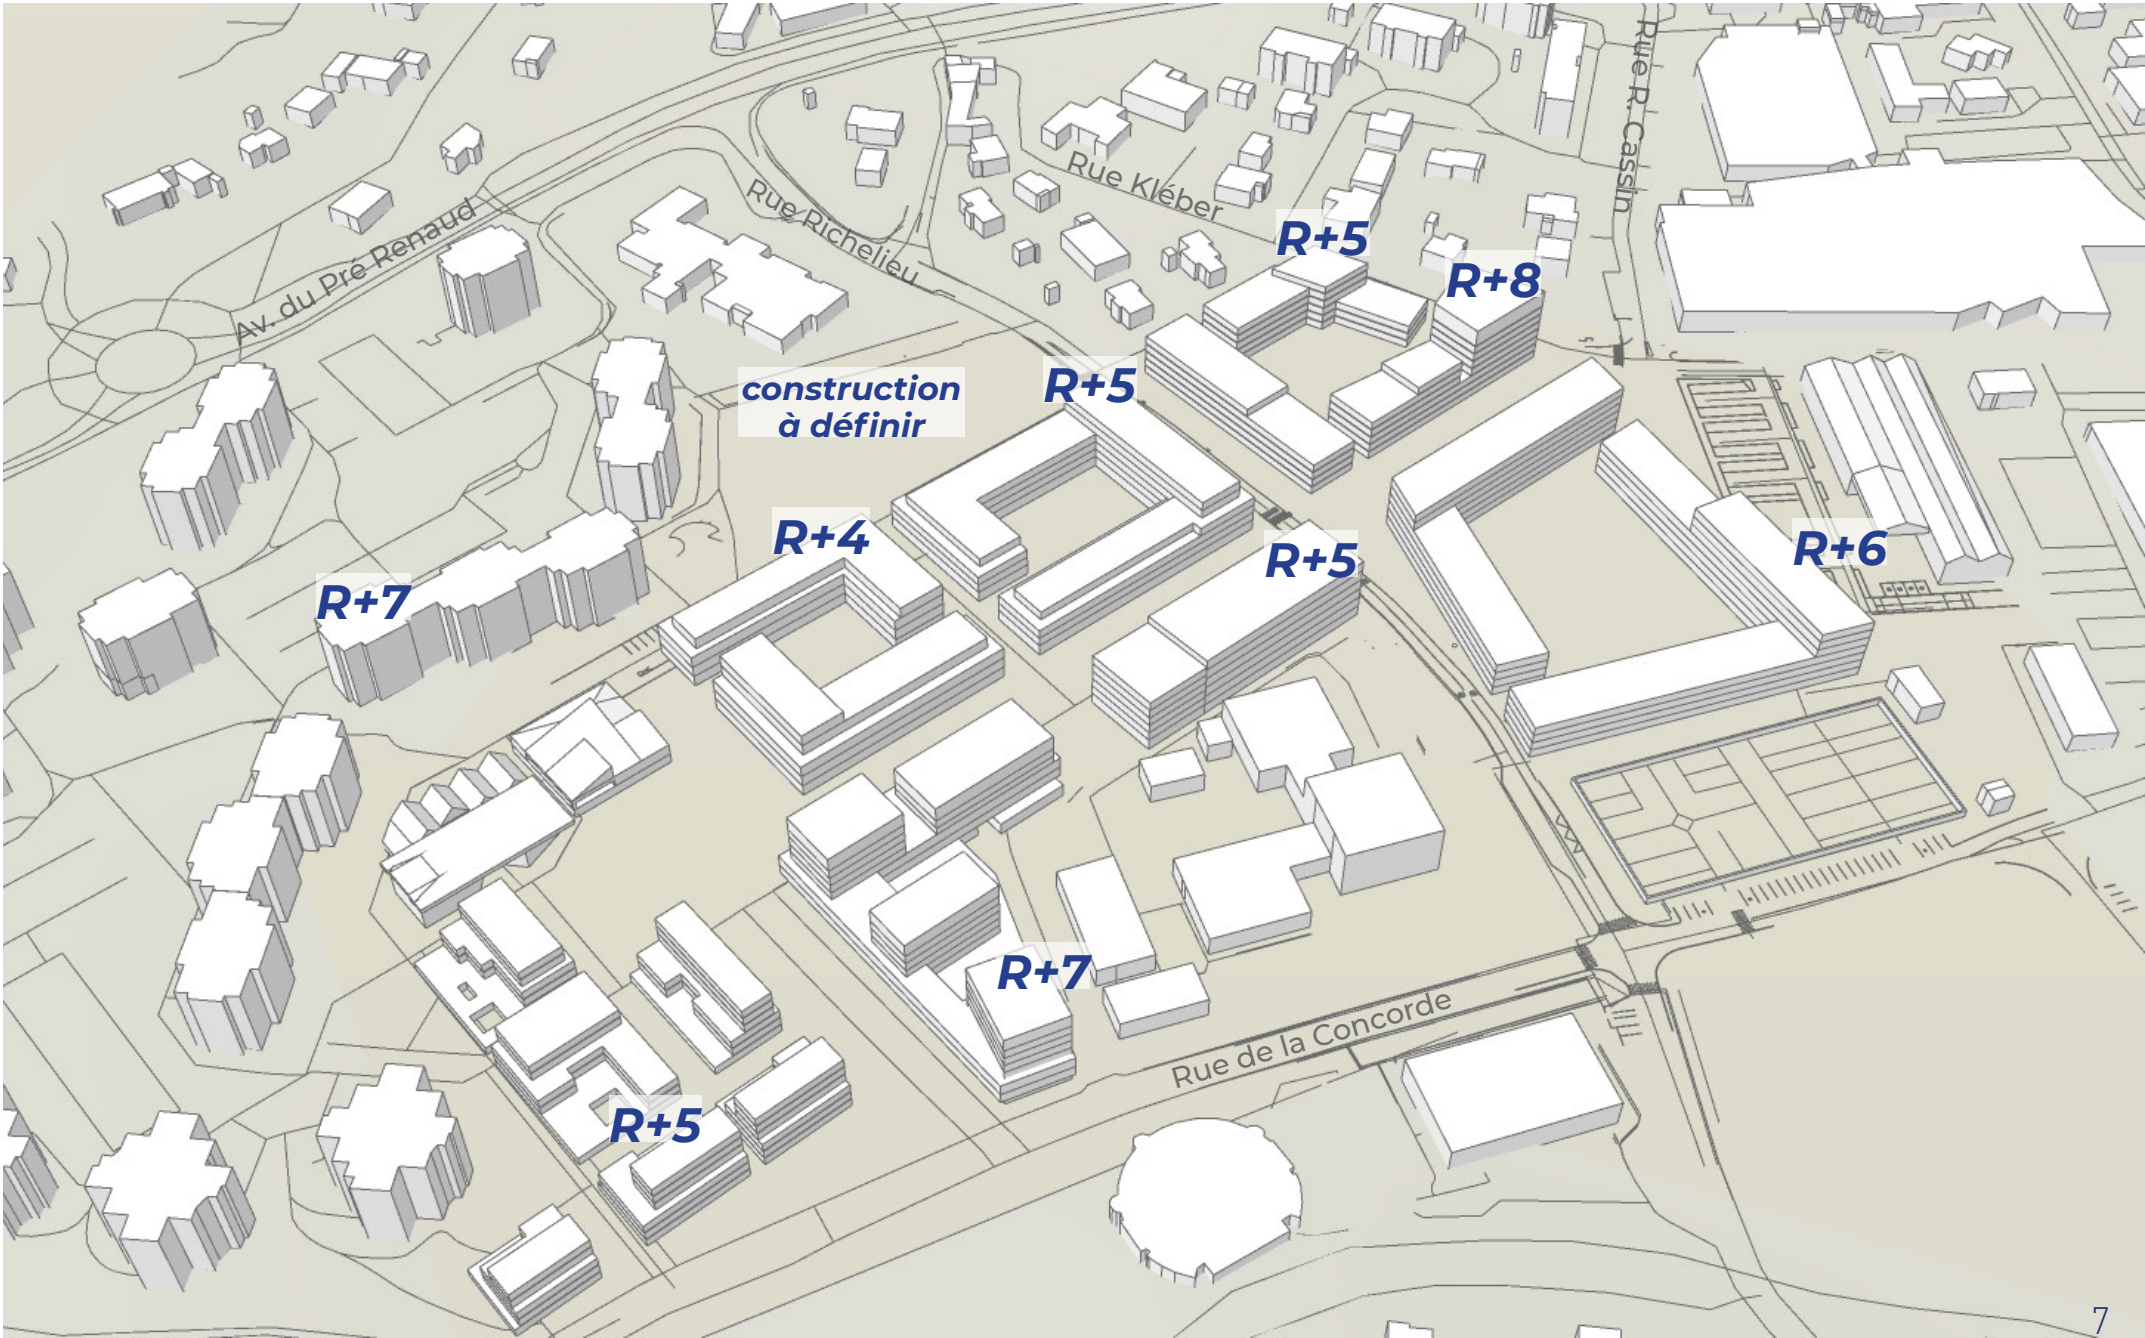 Rue R. Cassin
Rue Kléber
Rue Richelieu
Av. du Pré Renaud
R+5
R+8
construction
à définir
R+5
R+4
R+5
R+6
R+7
R+7
Rue de la Concorde
R+5
7